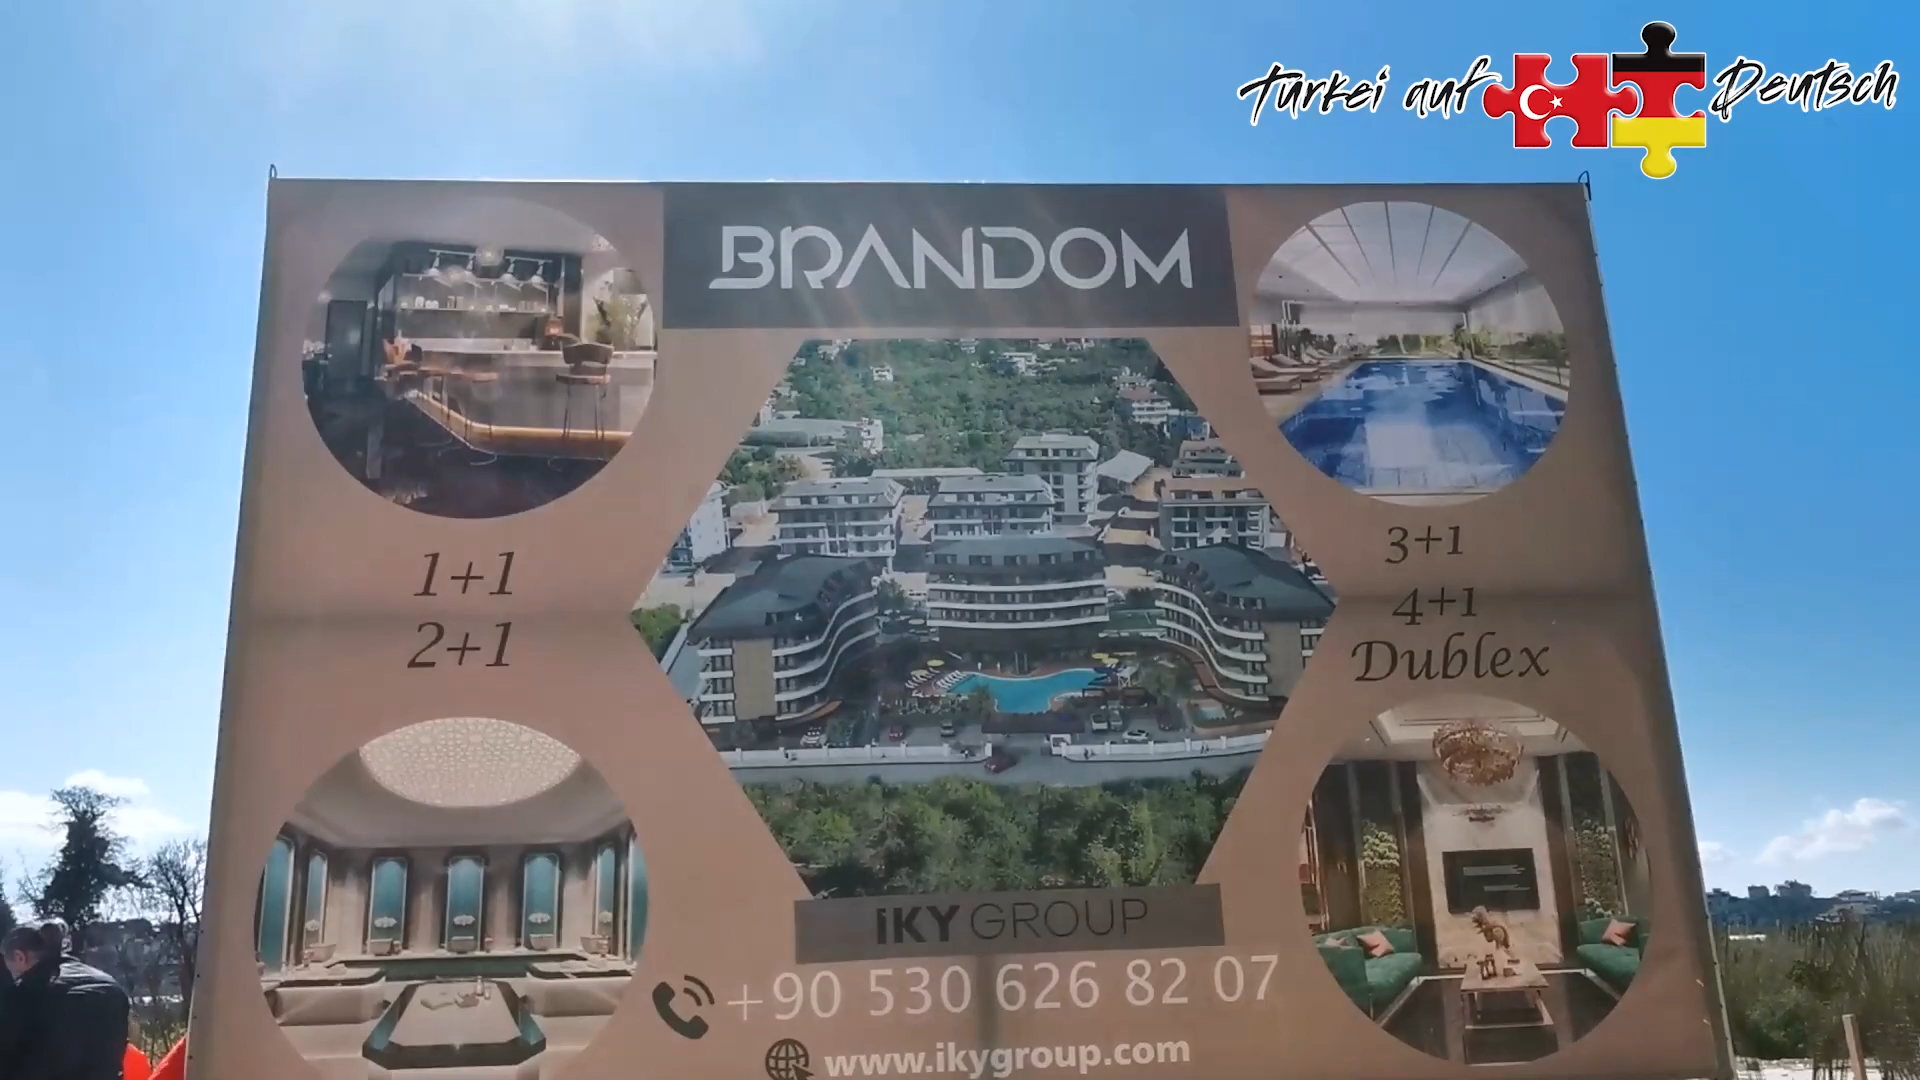 Türkei auf Deutsch
BRANDOM
1+1
2+1
3+1
4+1
Dublex
iKY GROUP
+90 530 626 82 07
www.ikygroup.com